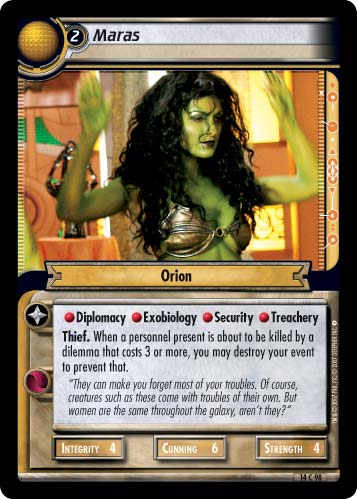 2 Maras
Orion
Diplomacy Exobiology Security Treachery
Thief. When a personnel present is about to be killed by a
dilemma that costs 3 or more, you may destroy your event
to prevent that.
"They can make you forget most of your troubles. Of course,
creatures such as these come with troubles of their own. But
women are the same throughout the galaxy, aren't they?"
INTEGRITY 4 CUNNING 6 STRENGTH 4
14 C 98